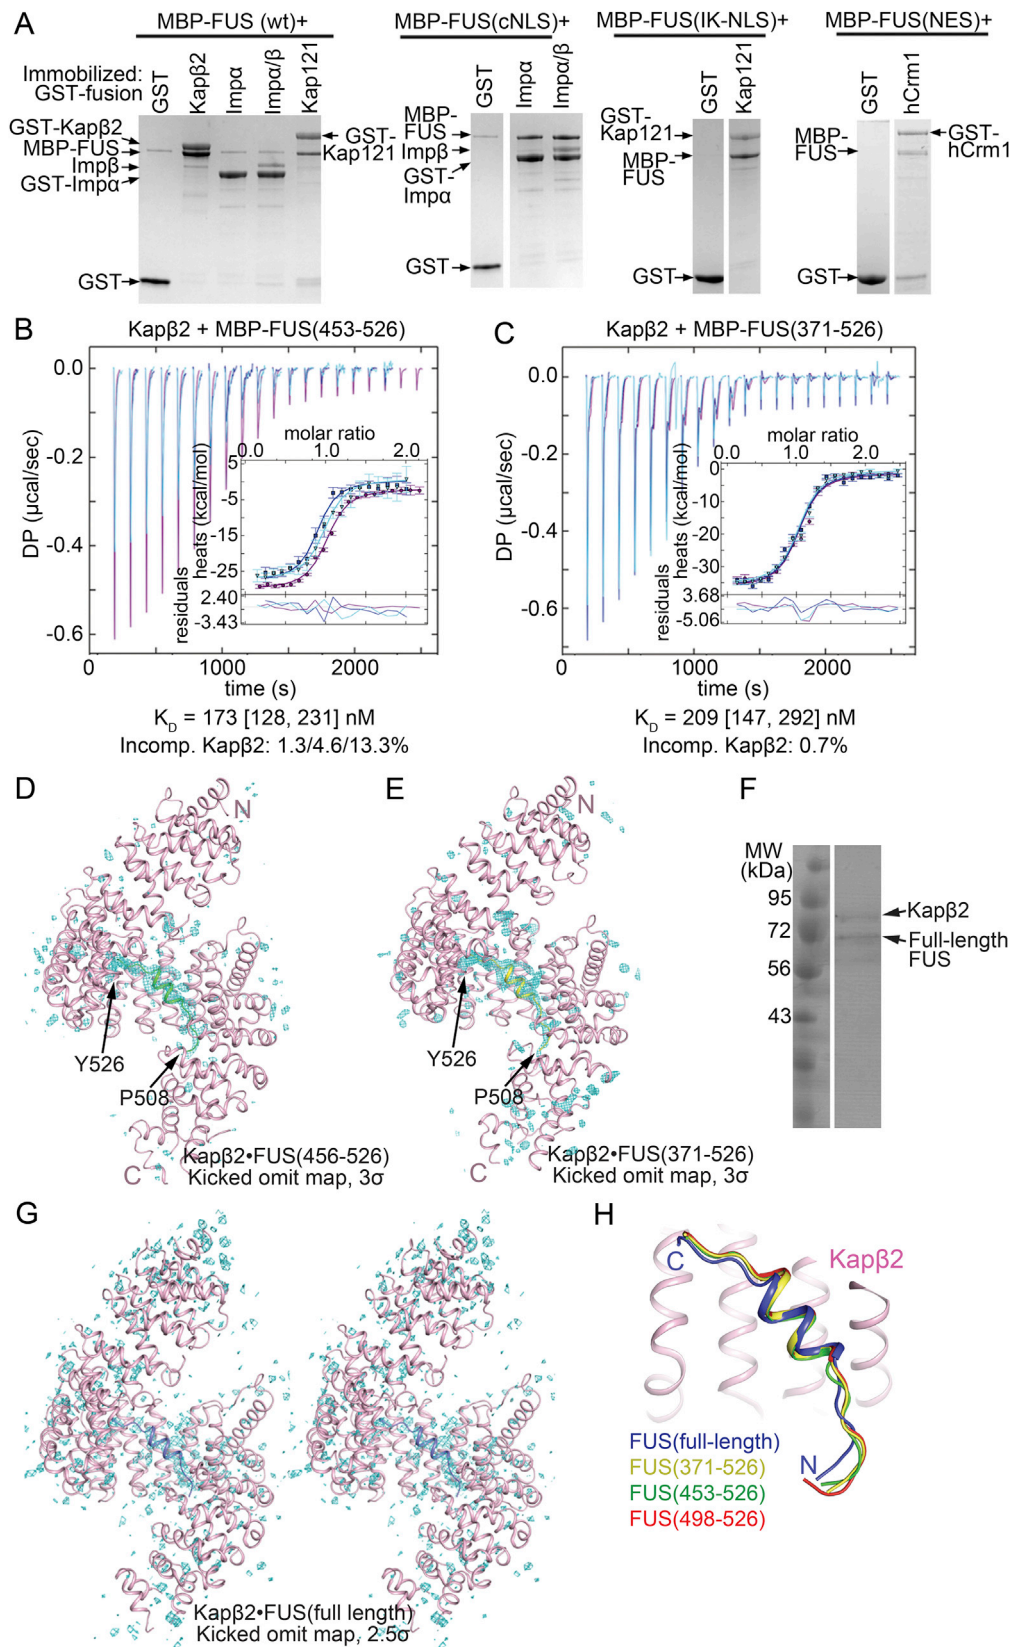 A
MBP-FUS (wt)+
MBP-FUS(cNLS)+
MBP-FUS(IK-NLS)+
MBP-FUS(NES)+
Immobilized:
GST-fusion
GST
Kapβ2
Impα
Impα/β
Kap121
GST-Kapβ2
MBP-FUS
Impβ
GST-Impα
GST
GST-
Kap121
GST
Impα
Impα/β
MBP-
FUS
Impβ
GST-
Impα
GST
GST
Kap121
GST-
Kap121
MBP-
FUS
GST
GST
hCrm1
MBP-
FUS
GST-
hCrm1
GST
B
Kapβ2 + MBP-FUS(453-526)
DP (µcal/sec)
0.0
-0.2
-0.4
-0.6
molar ratio
0.0 1.0 2.0
heats (kcal/mol)
5
-5
-15
-25
residuals
2.40
-3.43
0 1000 2000
time (s)
K_D = 173 [128, 231] nM
Incomp. Kapβ2: 1.3/4.6/13.3%
C
Kapβ2 + MBP-FUS(371-526)
DP (µcal/sec)
0.0
-0.2
-0.4
-0.6
molar ratio
0.0 1.0 2.0
heats (kcal/mol)
0
-10
-20
-30
residuals
3.68
-5.06
0 1000 2000
time (s)
K_D = 209 [147, 292] nM
Incomp. Kapβ2: 0.7%
D
N
Y526
P508
C
Kapβ2•FUS(456-526)
Kicked omit map, 3σ
E
N
Y526
P508
C
Kapβ2•FUS(371-526)
Kicked omit map, 3σ
F
MW
(kDa)
95
72
56
43
Kapβ2
Full-length
FUS
G
Kapβ2•FUS(full length)
Kicked omit map, 2.5σ
H
C
Kapβ2
N
FUS(full-length)
FUS(371-526)
FUS(453-526)
FUS(498-526)